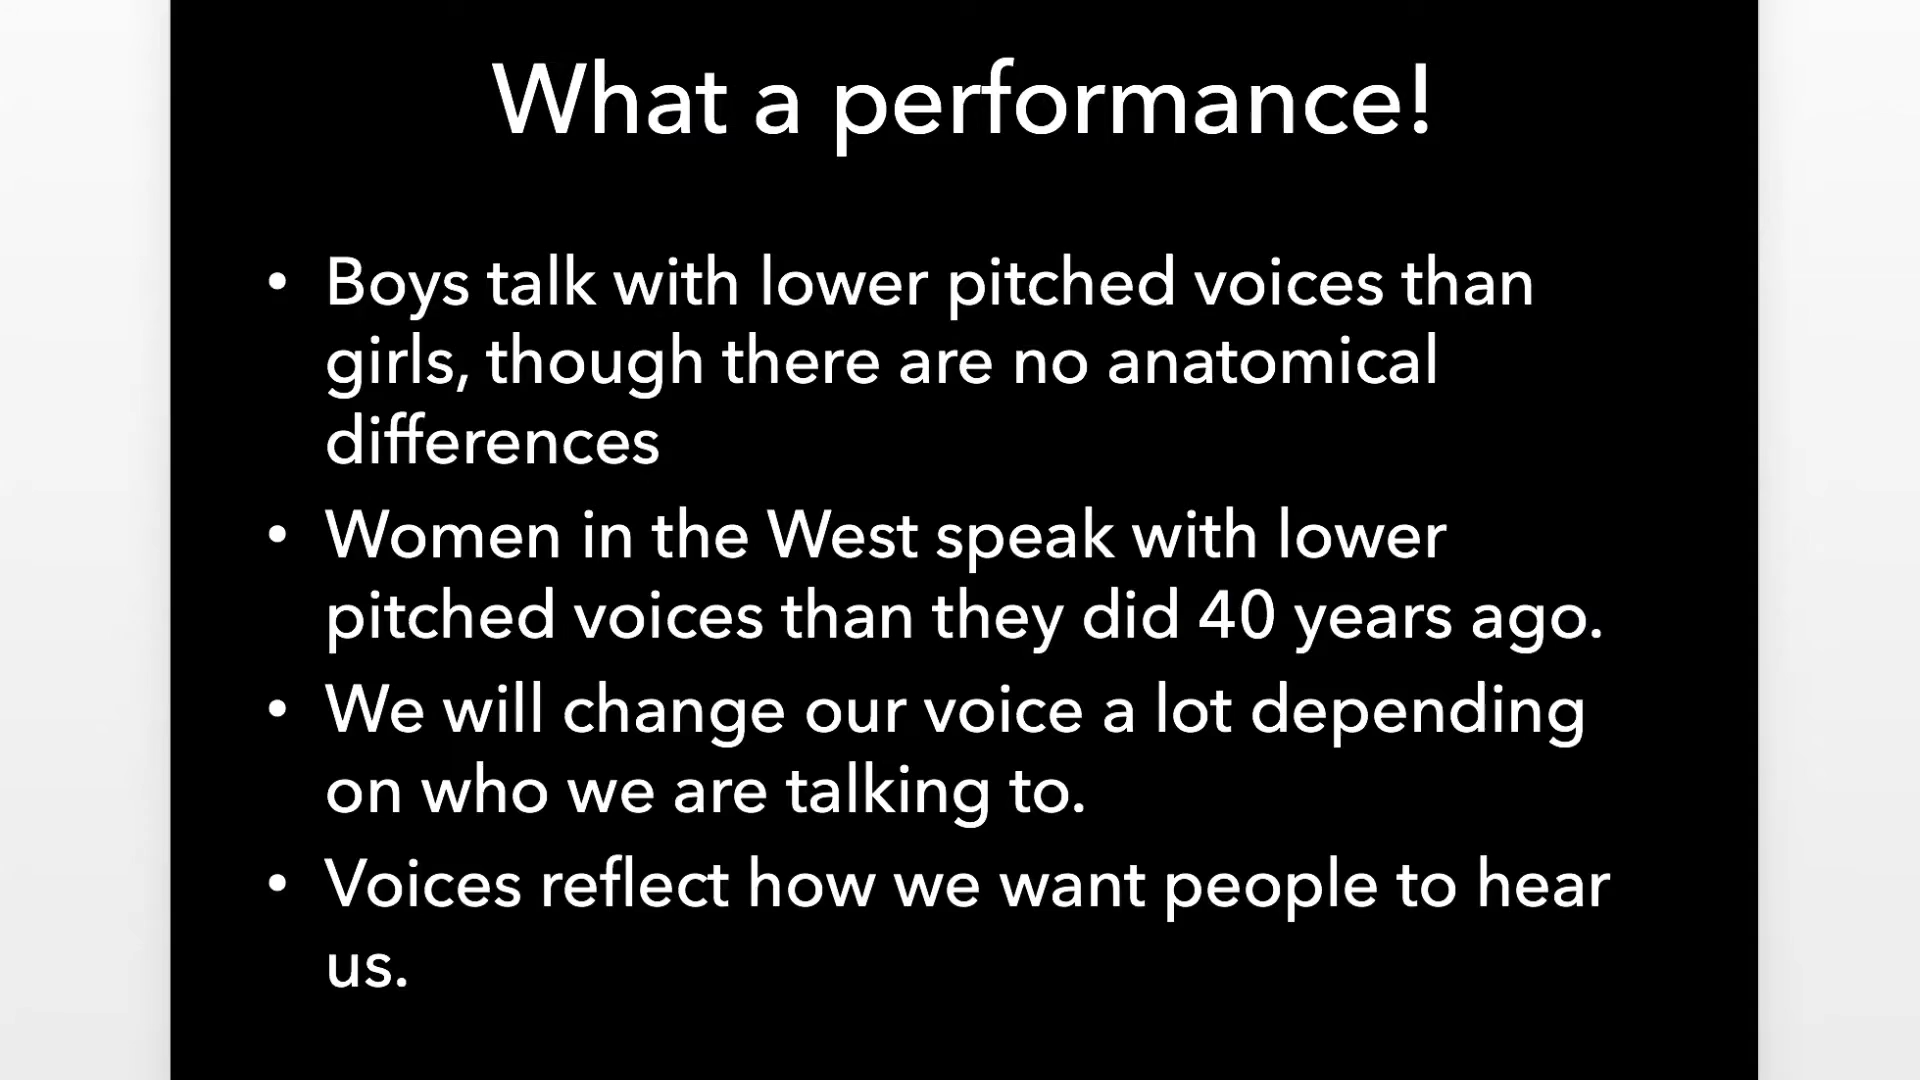 What a performance!
• Boys talk with lower pitched voices than
girls, though there are no anatomical
differences
• Women in the West speak with lower
pitched voices than they did 40 years ago.
• We will change our voice a lot depending
on who we are talking to.
• Voices reflect how we want people to hear
us.